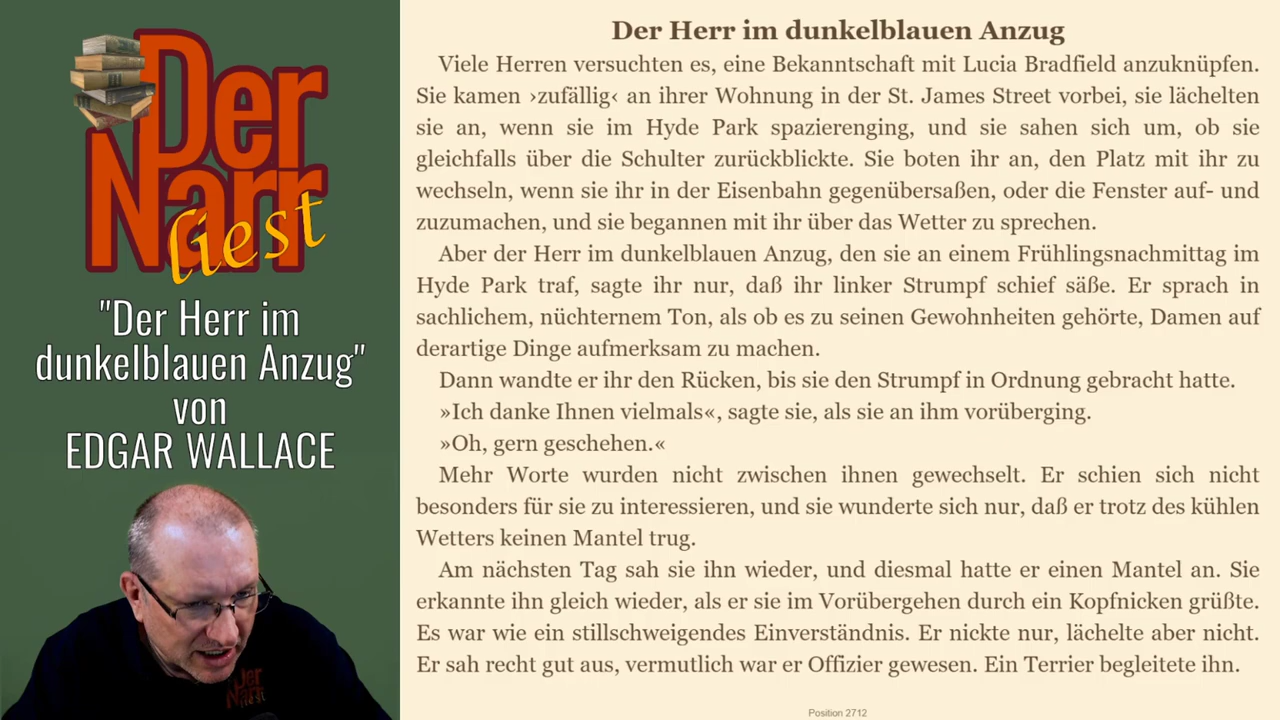 Der
Narr
liest
"Der Herr im
dunkelblauen Anzug"
von
EDGAR WALLACE
Der
Narr
liest
Der Herr im dunkelblauen Anzug
Viele Herren versuchten es, eine Bekanntschaft mit Lucia Bradfield anzuknüpfen.
Sie kamen ›zufällig‹ an ihrer Wohnung in der St. James Street vorbei, sie lächelten
sie an, wenn sie im Hyde Park spazierenging, und sie sahen sich um, ob sie
gleichfalls über die Schulter zurückblickte. Sie boten ihr an, den Platz mit ihr zu
wechseln, wenn sie ihr in der Eisenbahn gegenübersaßen, oder die Fenster auf- und
zuzumachen, und sie begannen mit ihr über das Wetter zu sprechen.
Aber der Herr im dunkelblauen Anzug, den sie an einem Frühlingsnachmittag im
Hyde Park traf, sagte ihr nur, daß ihr linker Strumpf schief säße. Er sprach in
sachlichem, nüchternem Ton, als ob es zu seinen Gewohnheiten gehörte, Damen auf
derartige Dinge aufmerksam zu machen.
Dann wandte er ihr den Rücken, bis sie den Strumpf in Ordnung gebracht hatte.
»Ich danke Ihnen vielmals«, sagte sie, als sie an ihm vorüberging.
»Oh, gern geschehen.«
Mehr Worte wurden nicht zwischen ihnen gewechselt. Er schien sich nicht
besonders für sie zu interessieren, und sie wunderte sich nur, daß er trotz des kühlen
Wetters keinen Mantel trug.
Am nächsten Tag sah sie ihn wieder, und diesmal hatte er einen Mantel an. Sie
erkannte ihn gleich wieder, als er sie im Vorübergehen durch ein Kopfnicken grüßte.
Es war wie ein stillschweigendes Einverständnis. Er nickte nur, lächelte aber nicht.
Er sah recht gut aus, vermutlich war er Offizier gewesen. Ein Terrier begleitete ihn.
Position 2712